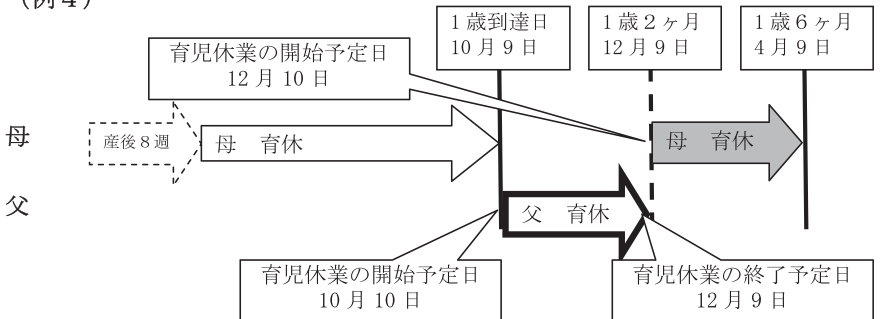 （例４）
１歳到達日
10月9日
１歳２ヶ月
12月9日
１歳６ヶ月
4月9日
育児休業の開始予定日
12月10日
母
産後８週
母　育休
母　育休
父
父　育休
育児休業の開始予定日
10月10日
育児休業の終了予定日
12月9日